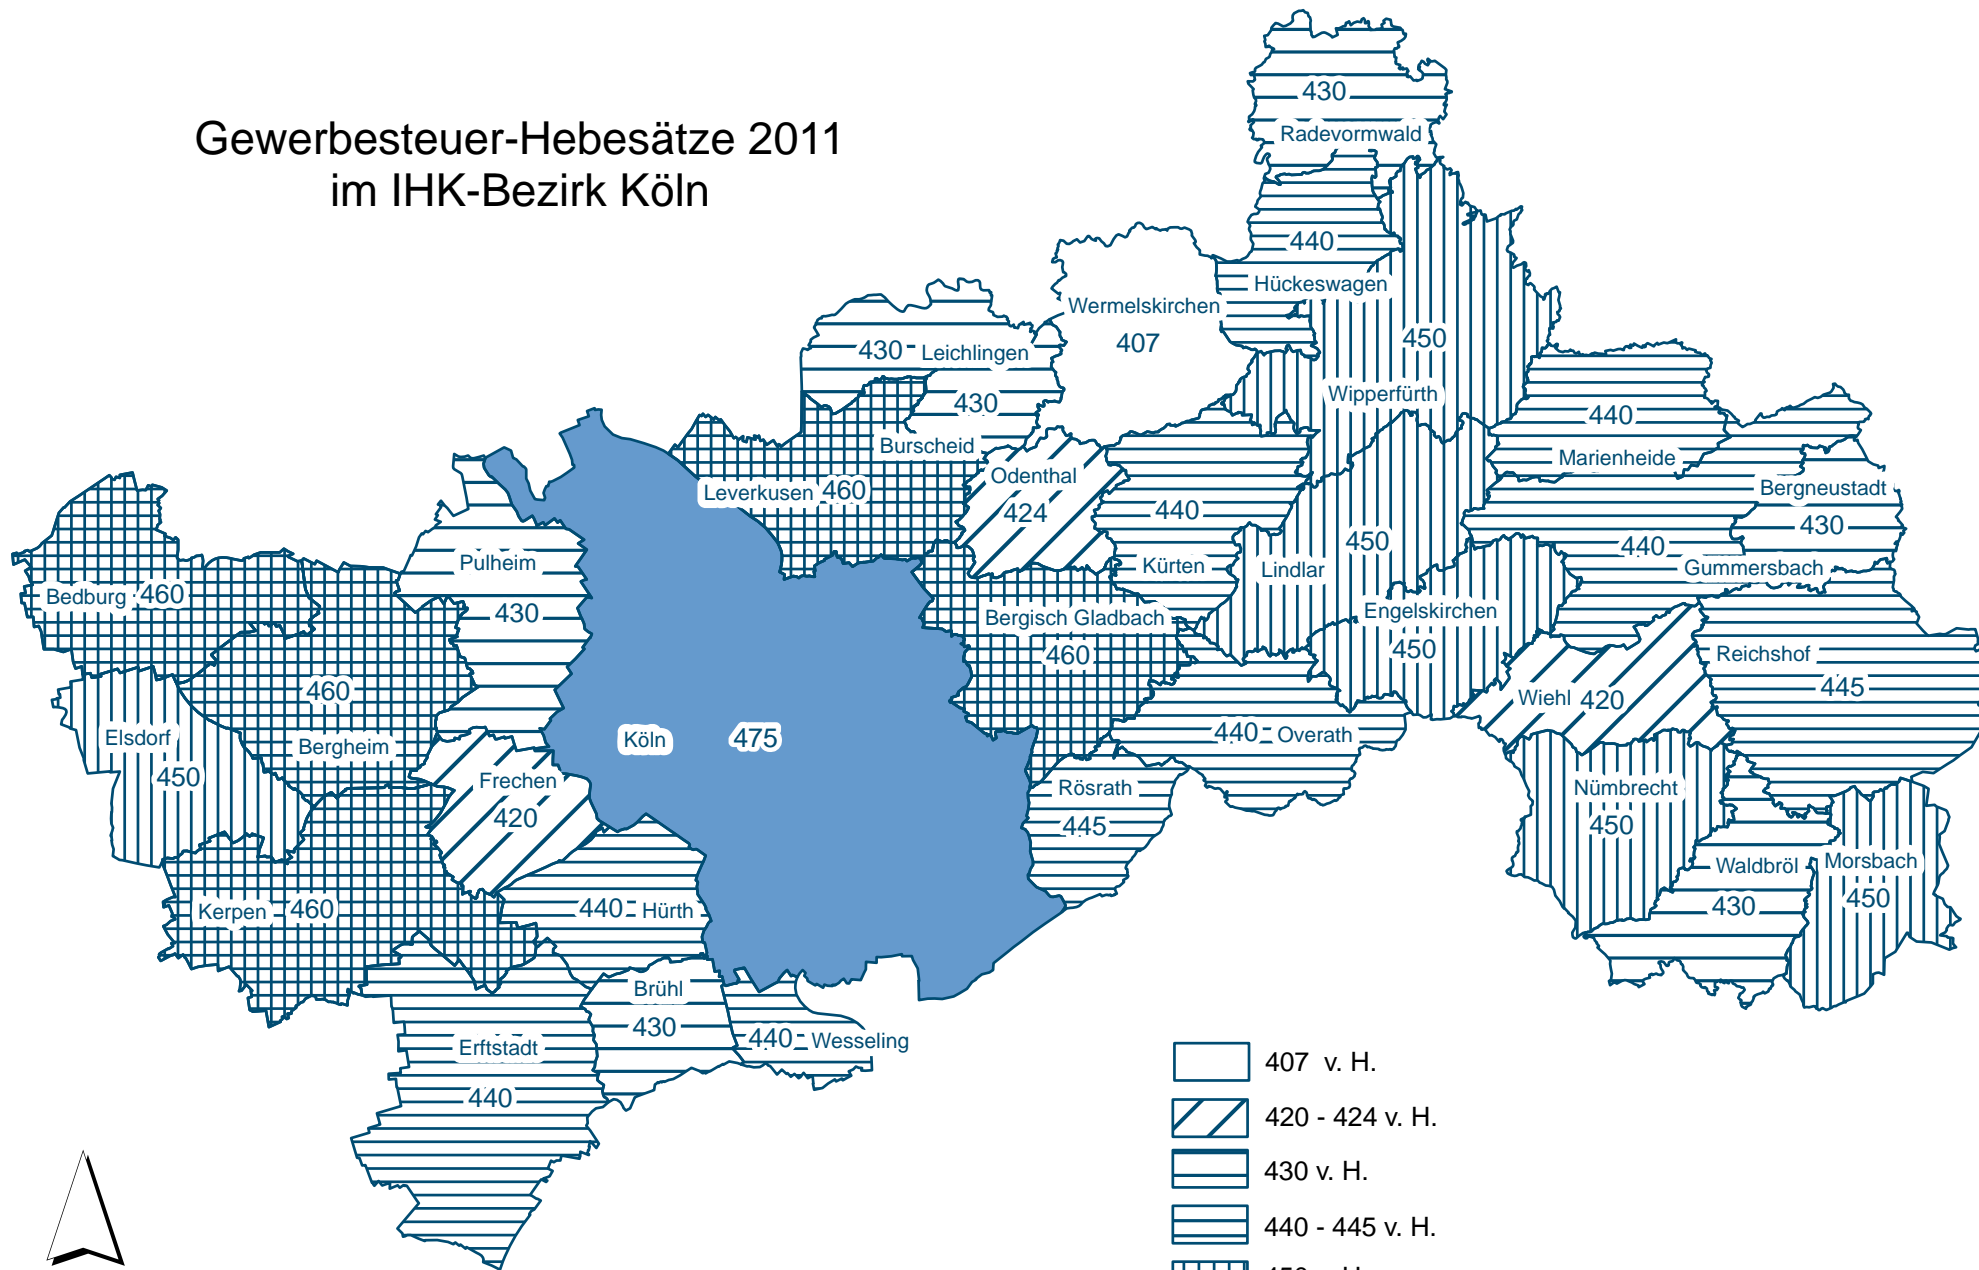 Gewerbesteuer-Hebesätze 2011
im IHK-Bezirk Köln
430
Radevormwald
440
Hückeswagen
Wermelskirchen
407
450
Wipperfürth
430 Leichlingen
430
Burscheid
440
Marienheide
Leverkusen 460
Odenthal
424
440
Kürten
Bergneustadt
430
450
Lindlar
440
Gummersbach
Pulheim
430
Bedburg 460
Bergisch Gladbach
460
Engelskirchen
450
Reichshof
445
Wiehl 420
460
Bergheim
Elsdorf
450
Köln 475
440 Overath
Frechen
420
Rösrath
445
Nümbrecht
450
Waldbröl
430
Morsbach
450
Kerpen 460
440 Hürth
Brühl
430
440 Wesseling
Erftstadt
440
407 v. H.
420 - 424 v. H.
430 v. H.
440 - 445 v. H.